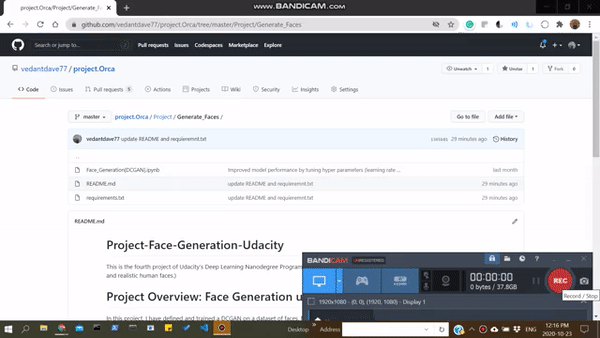 www.BANDICAM.com
project.Orca/Project/Generate_Fa
github.com/vedantdave77/project.Orca/tree/master/Project/Generate_Faces
Search or jump to...
Pull requests Issues Codespaces Marketplace Explore
vedantdave77 / project.Orca
Unwatch 1 Unstar 1 Fork 0
Code Issues Pull requests 5 Actions Projects Wiki Security Insights Settings
master project.Orca / Project / Generate_Faces / Go to file Add file
vedantdave77 update README and requieremnt.txt 29 minutes ago History
..
Face_Generation[DCGAN].ipynb Improved model performance by tuning hyper parameters (learning rate ... last month
README.md update README and requieremnt.txt 29 minutes ago
requirements.txt update README and requieremnt.txt 29 minutes ago
README.md
Project-Face-Generation-Udacity
This is the fourth project of Udacity's Deep Learning Nanodegree Program
and realistic human faces.)
Project Overview: Face Generation u
In this project, I have defined and trained a DCGAN on a dataset of faces.
BANDICAM UNREGISTERED
HDMI
00:00:00
0 bytes / 37.8GB
REC
Record / Stop
1920x1080 - (0, 0), (1920, 1080) - Display 1
Desktop Address
ENG
12:16 PM
2020-10-23